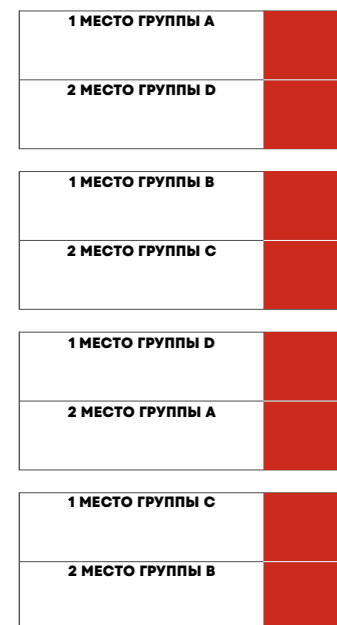 1 МЕСТО ГРУППЫ A
2 МЕСТО ГРУППЫ D
1 МЕСТО ГРУППЫ B
2 МЕСТО ГРУППЫ C
1 МЕСТО ГРУППЫ D
2 МЕСТО ГРУППЫ A
1 МЕСТО ГРУППЫ C
2 МЕСТО ГРУППЫ B